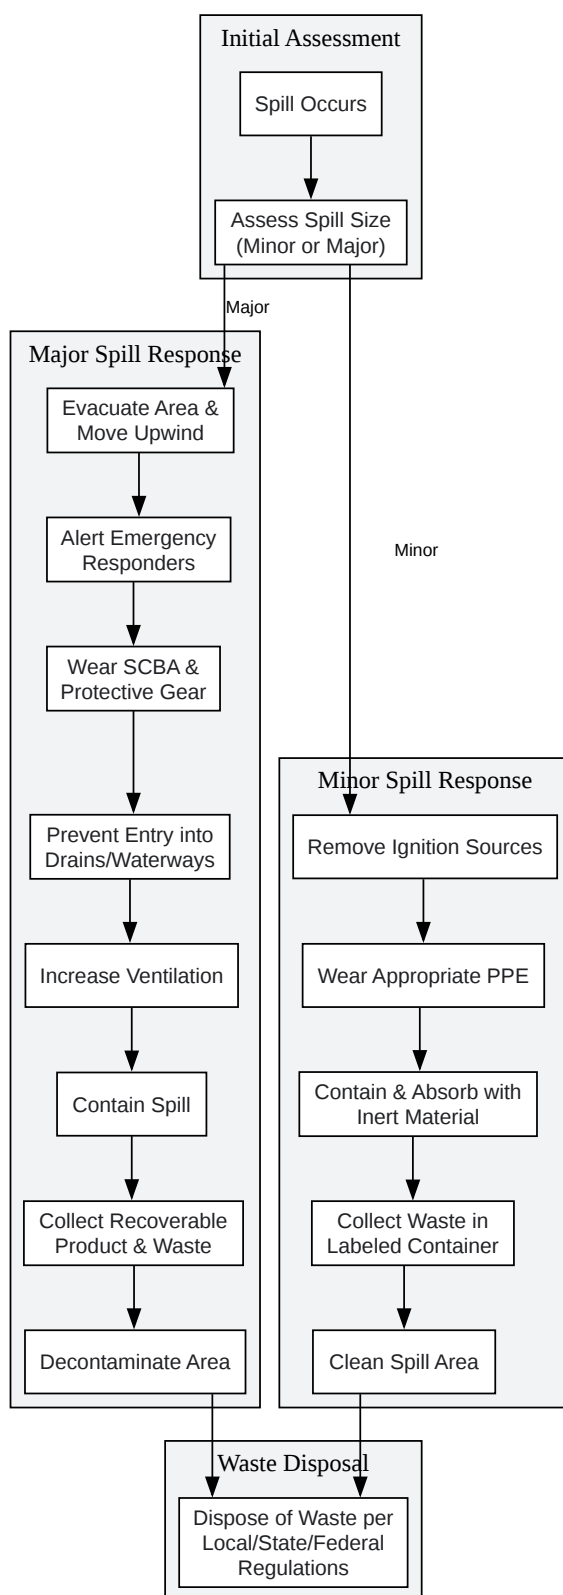 Initial Assessment
Spill Occurs
Assess Spill Size
(Minor or Major)
Major
Major Spill Response
Evacuate Area &
Move Upwind
Alert Emergency
Responders
Wear SCBA &
Protective Gear
Prevent Entry into
Drains/Waterways
Increase Ventilation
Contain Spill
Collect Recoverable
Product & Waste
Decontaminate Area
Minor
Minor Spill Response
Remove Ignition Sources
Wear Appropriate PPE
Contain & Absorb with
Inert Material
Collect Waste in
Labeled Container
Clean Spill Area
Waste Disposal
Dispose of Waste per
Local/State/Federal
Regulations